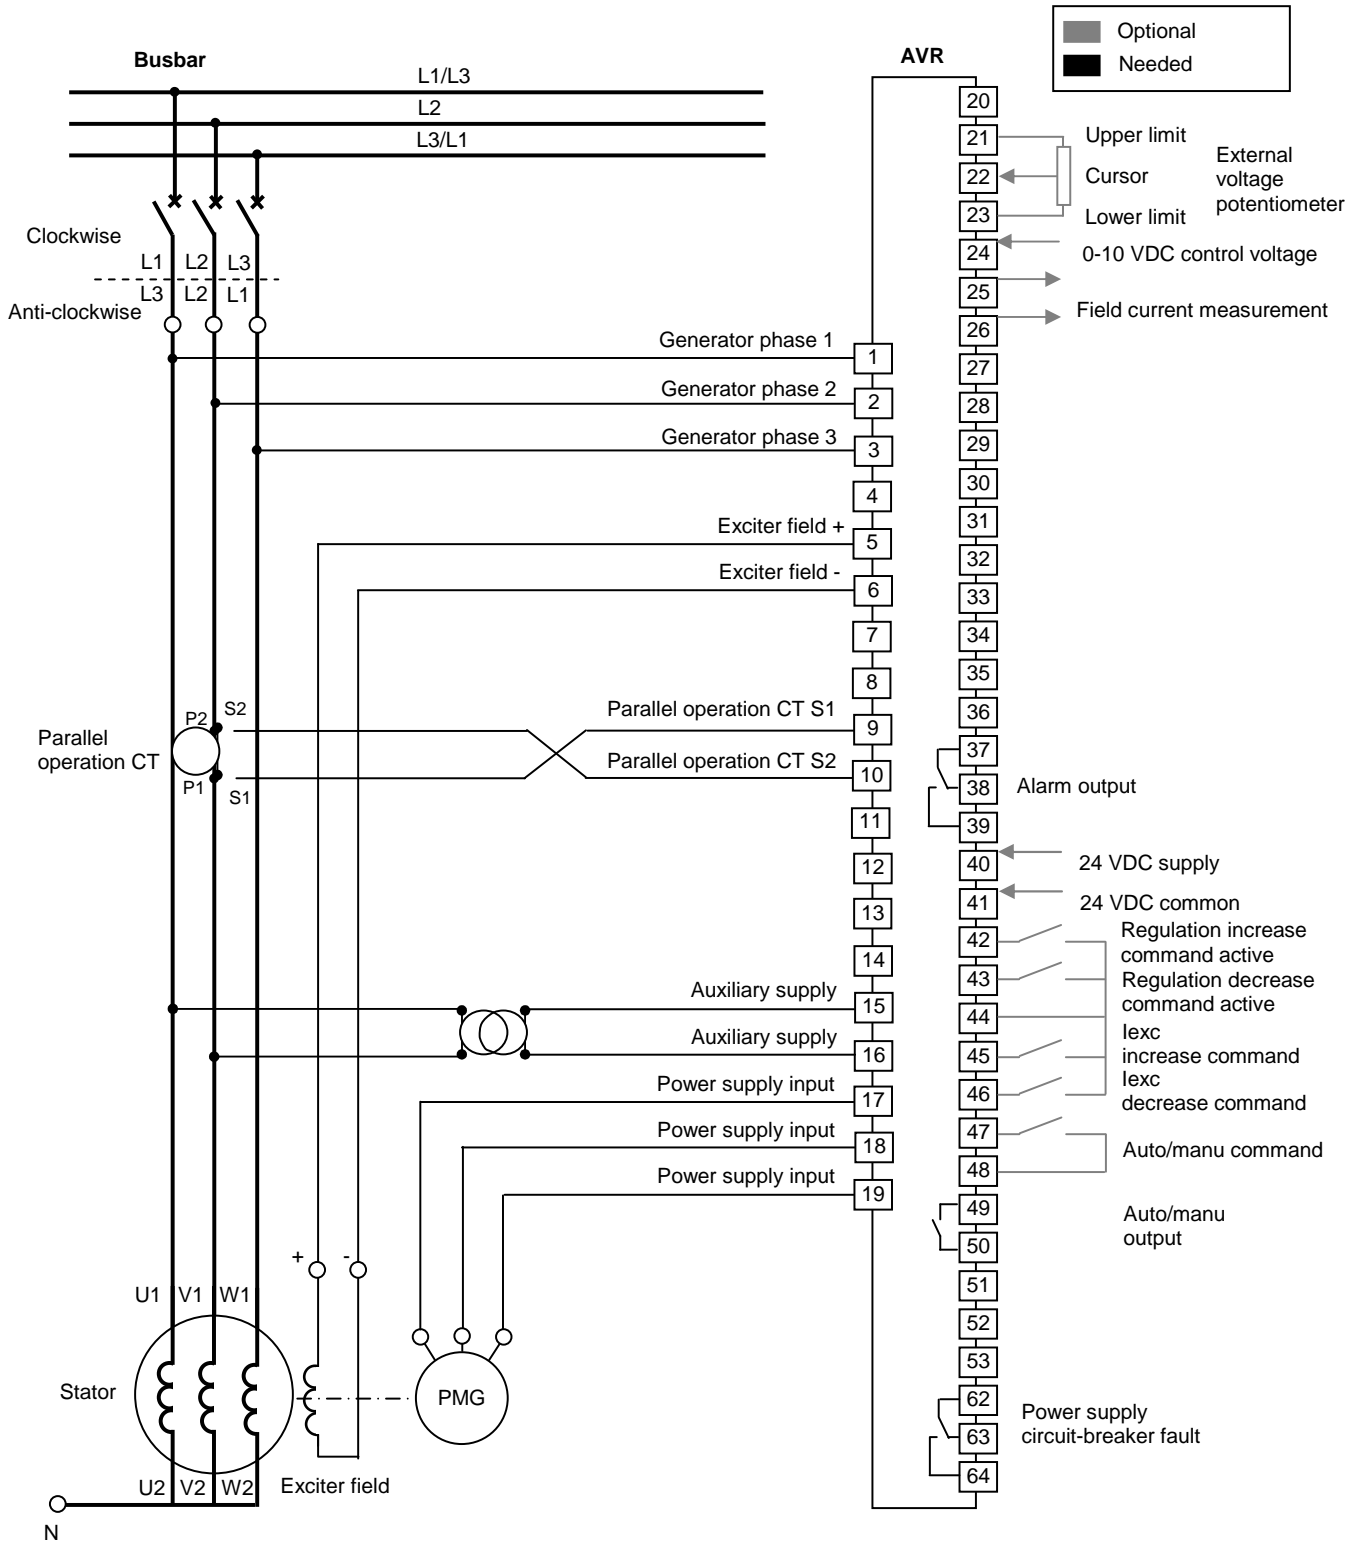 Optional
Needed
Busbar
AVR
L1/L3
L2
L3/L1
Clockwise
L1 L2 L3
L3 L2 L1
Anti-clockwise
Generator phase 1
Generator phase 2
Generator phase 3
Exciter field +
Exciter field -
P2
S2
Parallel
operation CT
P1
S1
Parallel operation CT S1
Parallel operation CT S2
Auxiliary supply
Auxiliary supply
Power supply input
Power supply input
Power supply input
+ -
U1 V1 W1
Stator
PMG
U2 V2 W2
Exciter field
N
1
2
3
4
5
6
7
8
9
10
11
12
13
14
15
16
17
18
19
20
21
22
23
24
25
26
27
28
29
30
31
32
33
34
35
36
37
38
39
40
41
42
43
44
45
46
47
48
49
50
51
52
53
62
63
64
Upper limit
Cursor
Lower limit
External
voltage
potentiometer
0-10 VDC control voltage
Field current measurement
Alarm output
24 VDC supply
24 VDC common
Regulation increase
command active
Regulation decrease
command active
Iexc
increase command
Iexc
decrease command
Auto/manu command
Auto/manu
output
Power supply
circuit-breaker fault